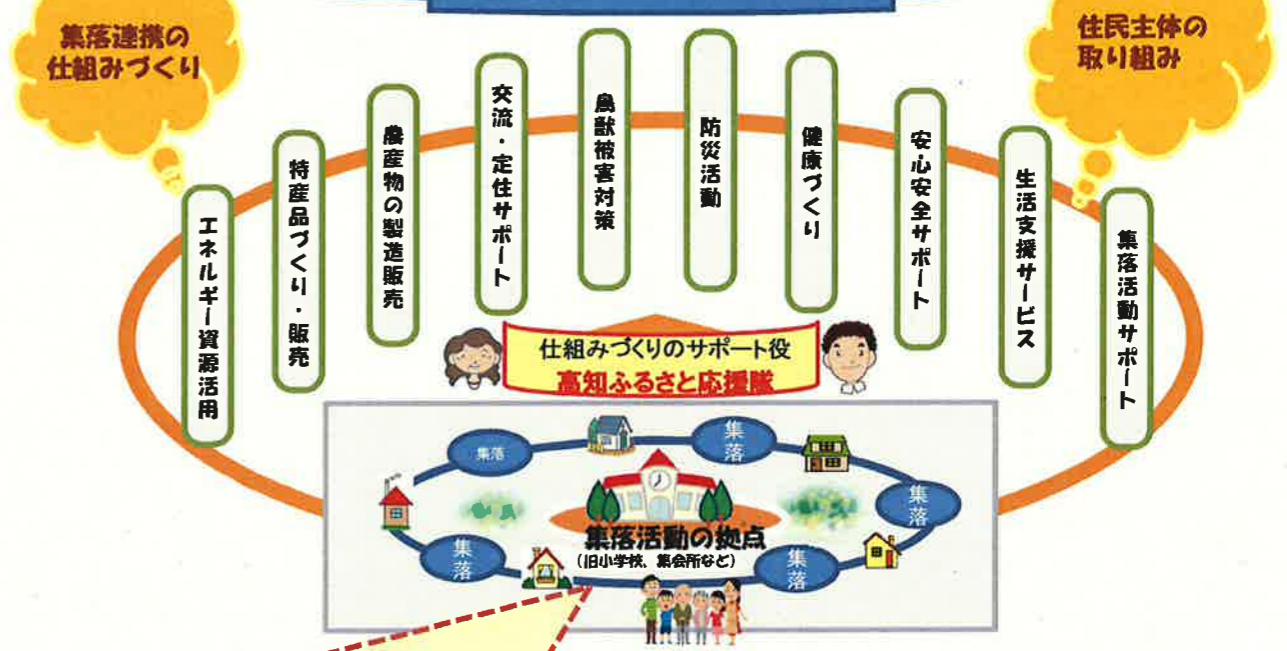 集落連携の
仕組みづくり
住民主体の
取り組み
エネルギー資源活用
特産品づくり・販売
農産物の製造販売
交流・定住サポート
鳥獣被害対策
防災活動
健康づくり
安心安全サポート
生活支援サービス
集落活動サポート
仕組みづくりのサポート役
高知ふるさと応援隊
集落
集落
集落
集落活動の拠点
(旧小学校、集会所など)
集落
集落